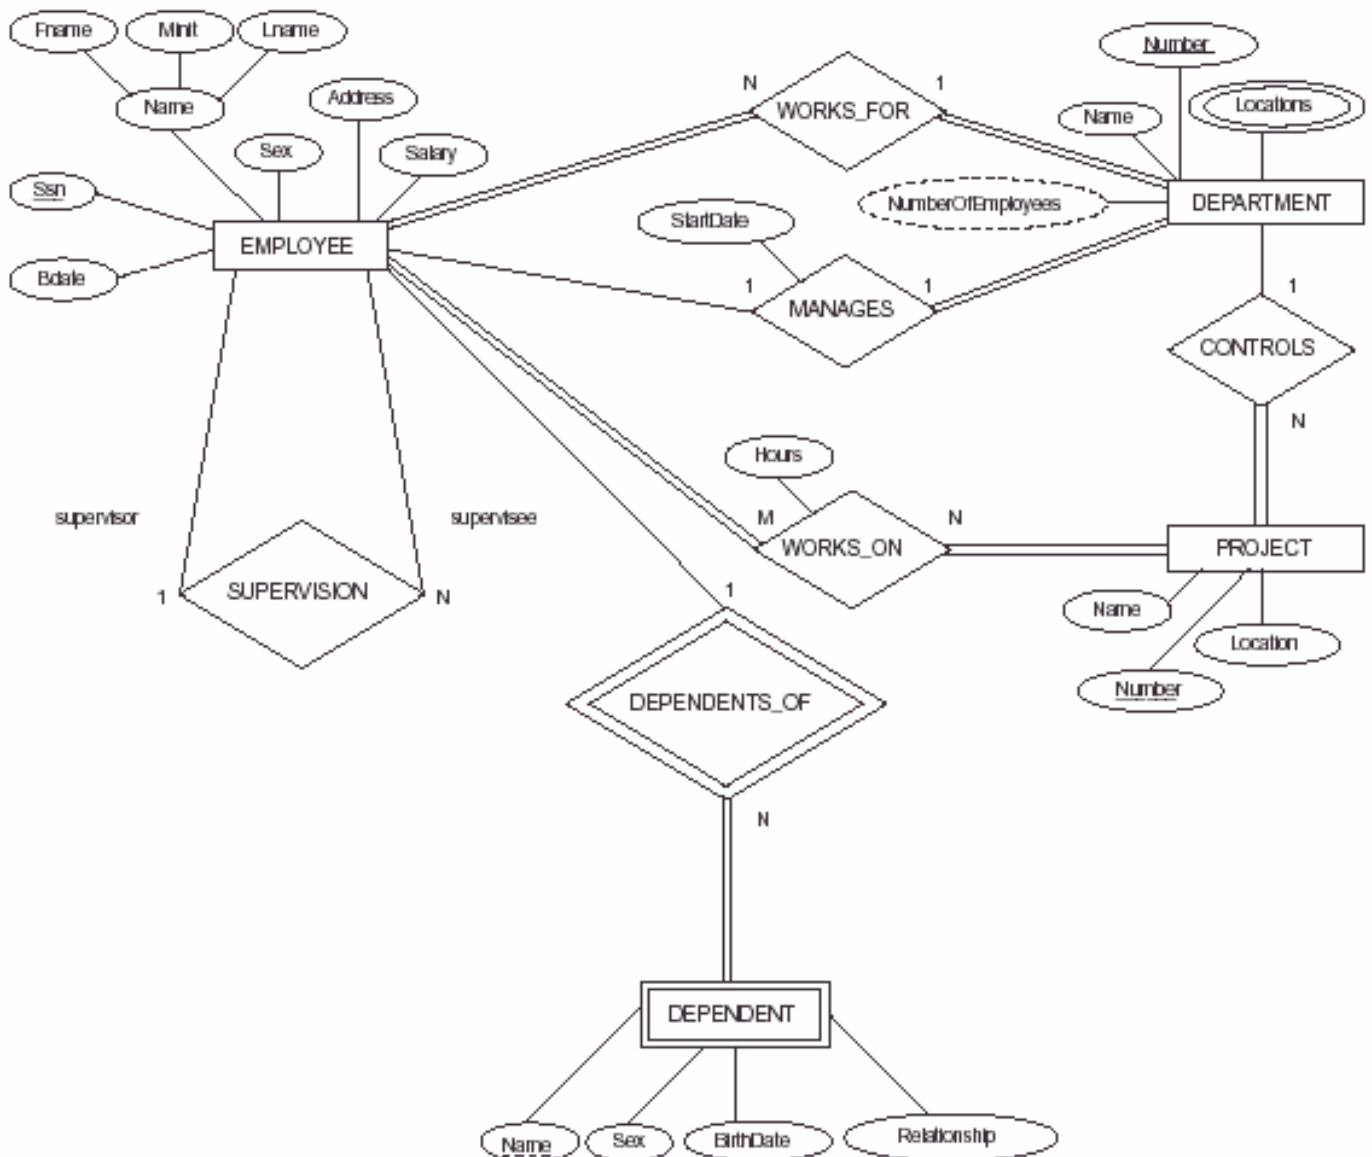 Fname
Minit
Lname
Name
Address
Sex
Salary
Ssn
Bdate
EMPLOYEE
N
WORKS_FOR
1
Number
Name
Locations
NumberOfEmployees
DEPARTMENT
StartDate
1
MANAGES
1
1
CONTROLS
N
Hours
supervisor
supervisee
M
WORKS_ON
N
PROJECT
1
SUPERVISION
N
1
Name
Location
Number
DEPENDENTS_OF
N
DEPENDENT
Name
Sex
BirthDate
Relationship